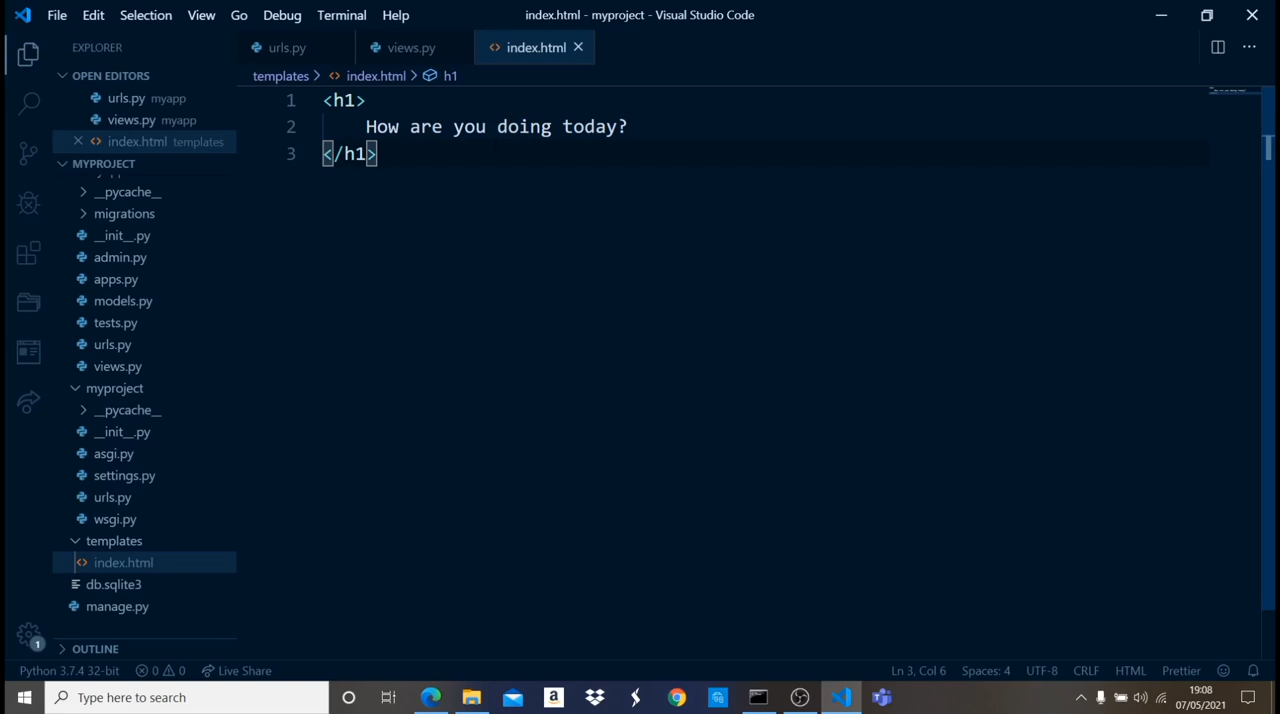 File Edit Selection View Go Debug Terminal Help index.html - myproject - Visual Studio Code
EXPLORER
OPEN EDITORS
urls.py myapp
views.py myapp
index.html templates
MYPROJECT
__pycache__
migrations
__init__.py
admin.py
apps.py
models.py
tests.py
urls.py
views.py
myproject
__pycache__
__init__.py
asgi.py
settings.py
urls.py
wsgi.py
templates
index.html
db.sqlite3
manage.py
OUTLINE
urls.py views.py index.html
templates > index.html > h1
1 <h1>
2 How are you doing today?
3 </h1>
1
Python 3.7.4 32-bit 0 0 Live Share Ln 3, Col 6 Spaces: 4 UTF-8 CRLF HTML Prettier
Type here to search
19:08
07/05/2021